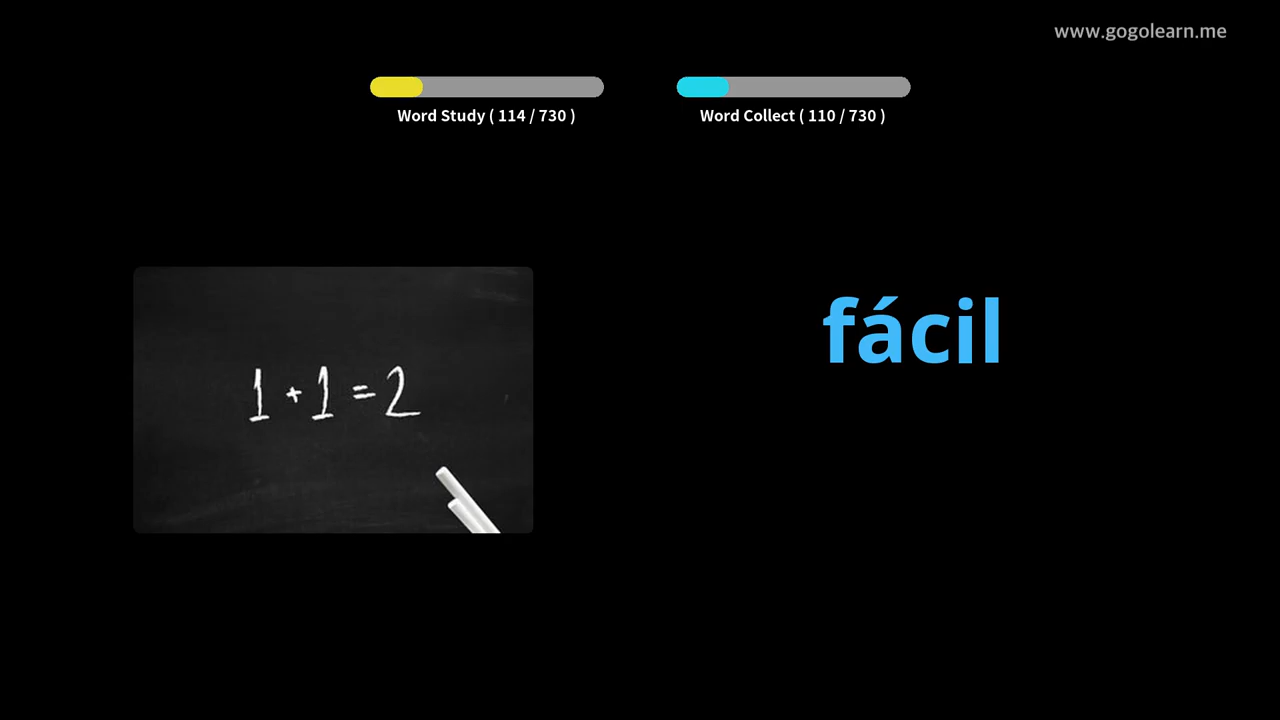 www.gogolearn.me
Word Study ( 114 / 730 )
Word Collect ( 110 / 730 )
fácil
1 + 1 = 2